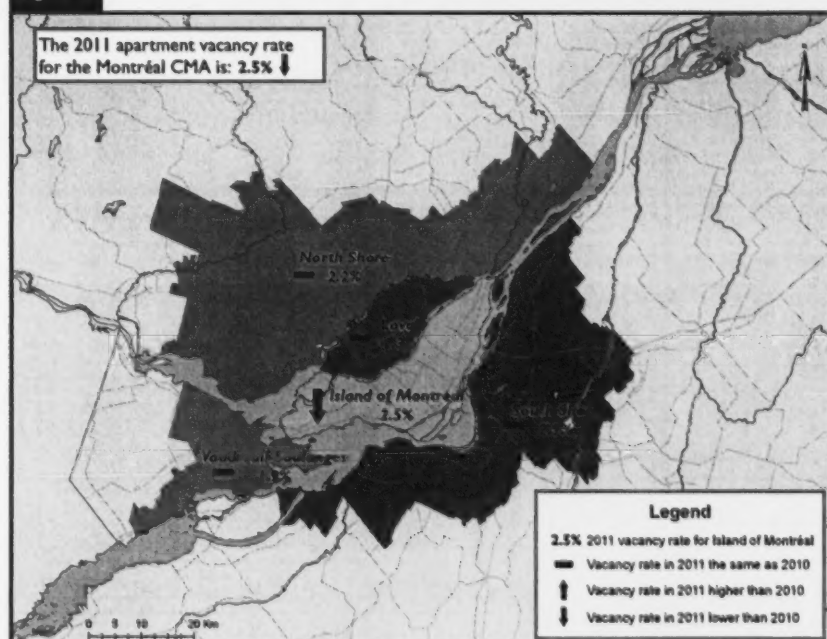 The 2011 apartment vacancy rate
for the Montréal CMA is: 2.5%
North Shore
2.2%
Island of Montréal
2.5%
Legend
2.5% 2011 vacancy rate for Island of Montréal
Vacancy rate in 2011 the same as 2010
Vacancy rate in 2011 higher than 2010
Vacancy rate in 2011 lower than 2010
0 5 10 20 Km